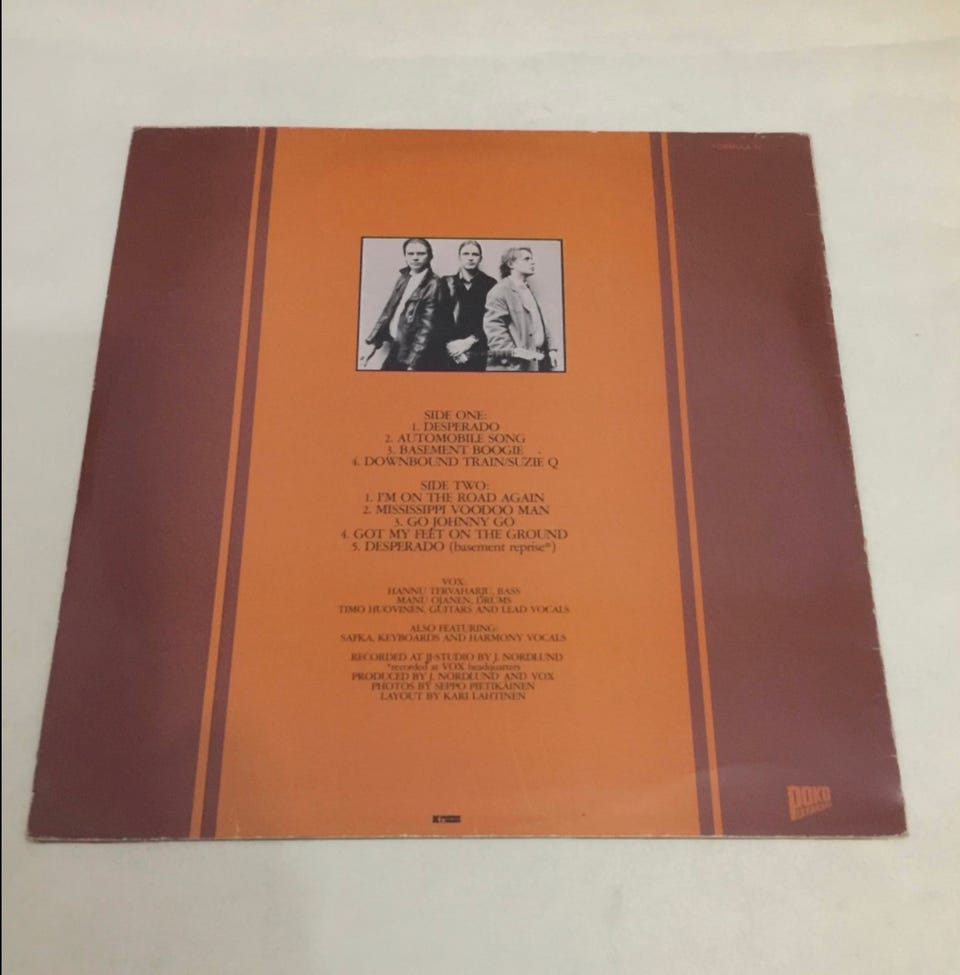 SIDE ONE:
1. DESPERADO
2. AUTOMOBILE SONG
3. BASEMENT BOOGIE
4. DOWNBOUND TRAIN/SUZIE Q
SIDE TWO:
1. I'M ON THE ROAD AGAIN
2. MISSISSIPPI VOODOO MAN
3. GO JOHNNY GO
4. GOT MY FEET ON THE GROUND
5. DESPERADO (basement reprise*)
VOX:
HANNU TERVAHARJU, BASS
MANU OJANEN, DRUMS
TIMO HUOVINEN, GUITARS AND LEAD VOCALS
ALSO FEATURING:
SAFKA, KEYBOARDS AND HARMONY VOCALS
RECORDED AT JJ-STUDIO BY J. NORDLUND
*recorded at VOX headquarters
PRODUCED BY J. NORDLUND AND VOX
PHOTOS BY SEPPO PIETIKÄINEN
LAYOUT BY KARI LAHTINEN
POKO